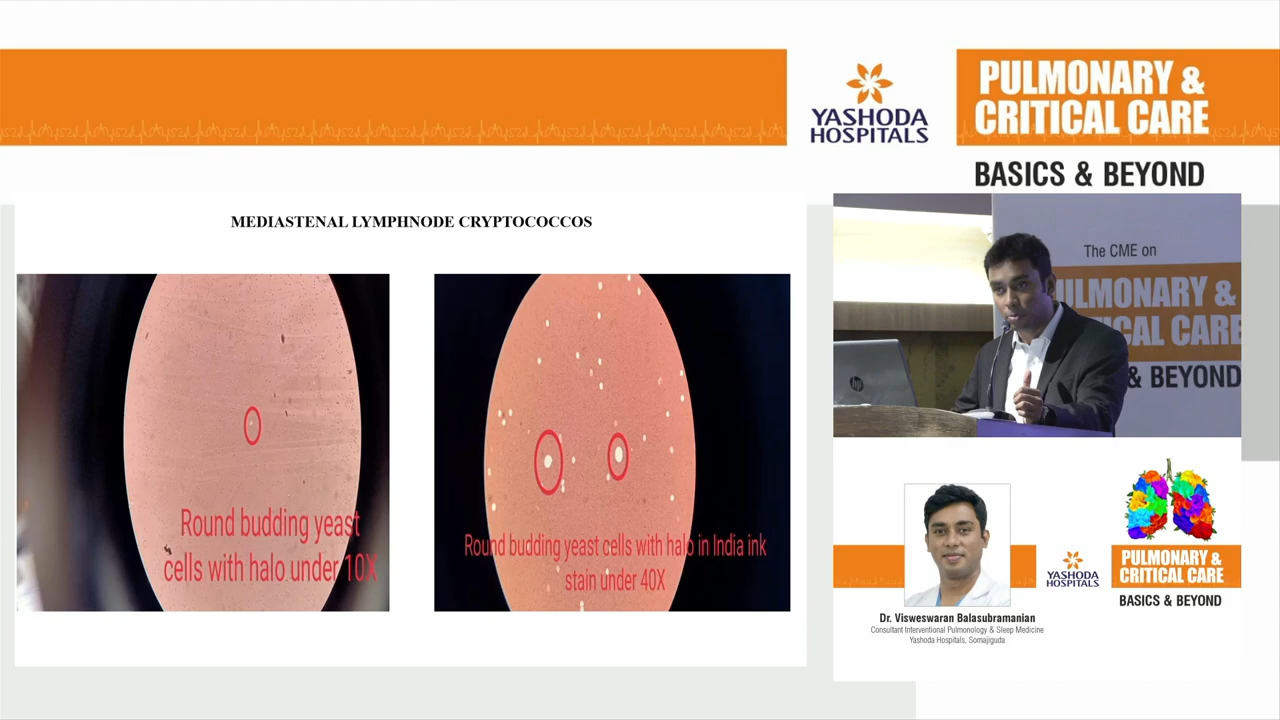 YASHODA
HOSPITALS
PULMONARY &
CRITICAL CARE
BASICS & BEYOND
MEDIASTENAL LYMPHNODE CRYPTOCOCCOS
Round budding yeast
cells with halo under 10X
Round budding yeast cells with halo in India ink
stain under 40X
The CME on
ULMONARY &
CAL CARE
& BEYOND
hp
Dr. Visweswaran Balasubramanian
Consultant Interventional Pulmonology & Sleep Medicine
Yashoda Hospitals, Somajiguda
YASHODA
HOSPITALS
PULMONARY &
CRITICAL CARE
BASICS & BEYOND